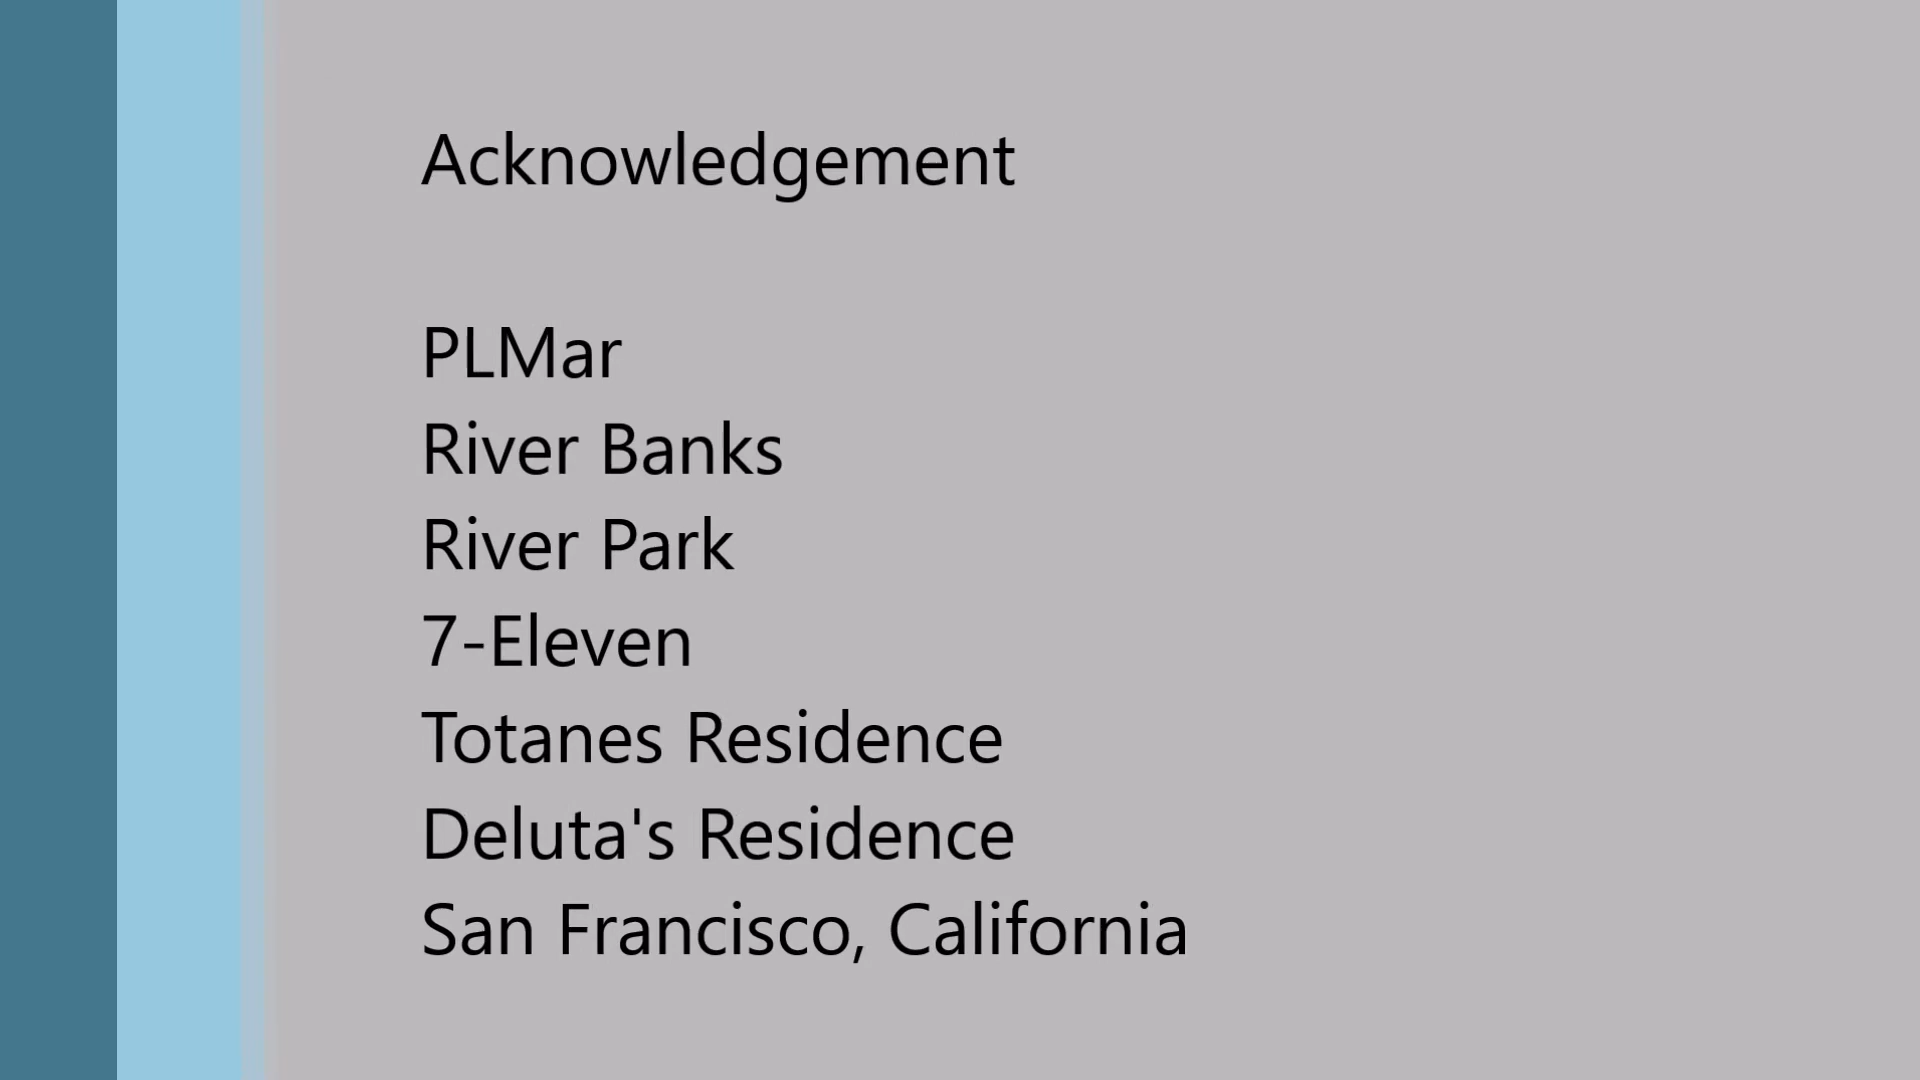 Acknowledgement
PLMar
River Banks
River Park
7-Eleven
Totanes Residence
Deluta's Residence
San Francisco, California